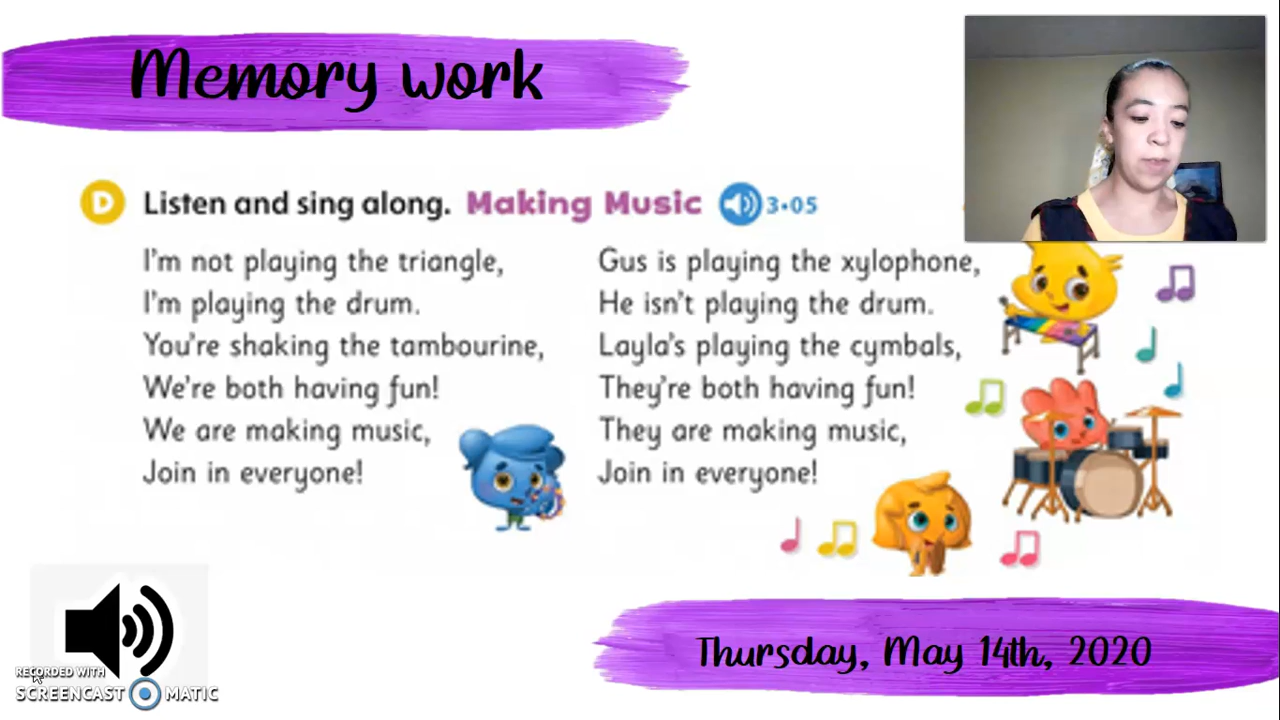 Memory work
D Listen and sing along. Making Music 3•05
I'm not playing the triangle,
I'm playing the drum.
You're shaking the tambourine,
We're both having fun!
We are making music,
Join in everyone!
Gus is playing the xylophone,
He isn't playing the drum.
Layla's playing the cymbals,
They're both having fun!
They are making music,
Join in everyone!
Thursday, May 14th, 2020
RECORDED WITH
SCREENCAST MATIC